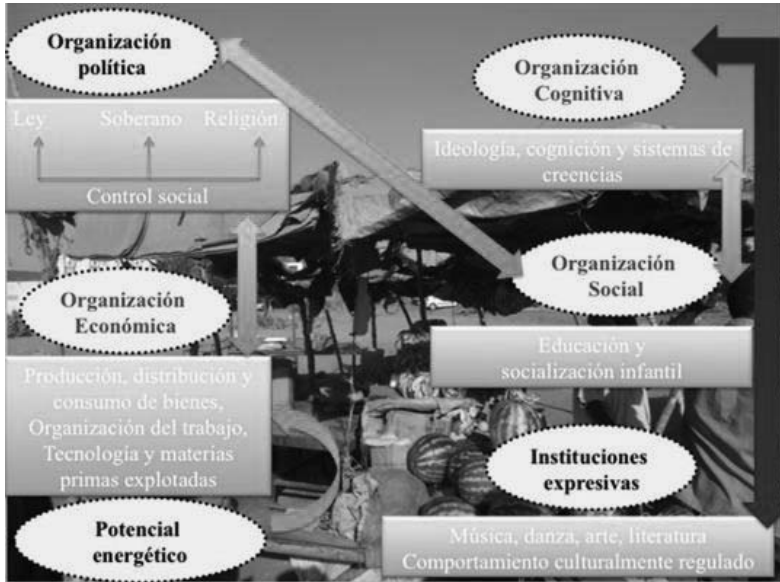 Organización
política
Ley Soberano Religión
Control social
Organización
Económica
Producción, distribución y
consumo de bienes,
Organización del trabajo,
Tecnología y materias
primas explotadas
Potencial
energético
Organización
Cognitiva
Ideología, cognición y sistemas de
creencias
Organización
Social
Educación y
socialización infantil
Instituciones
expresivas
Música, danza, arte, literatura
Comportamiento culturalmente regulado